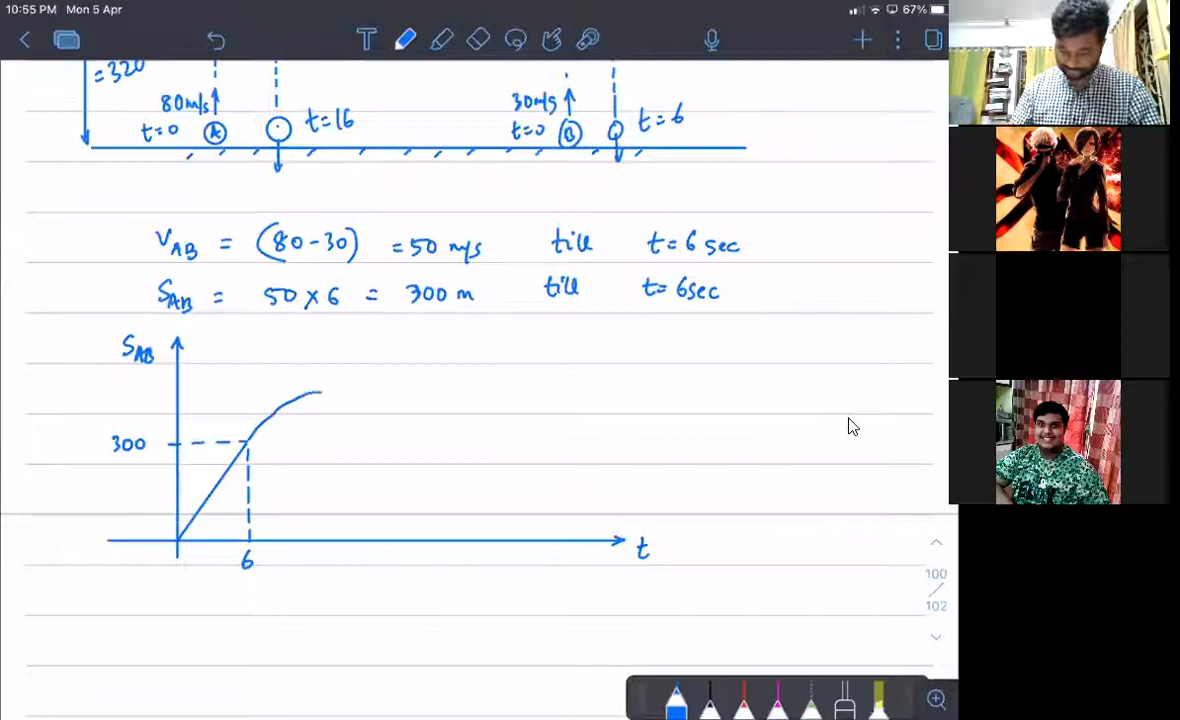 10:55 PM Mon 5 Apr 67%
= 320
80m/s 30m/s
t=0 A t=16 t=0 B t=6
V_AB = (80-30) = 50 m/s till t=6 sec
S_AB = 50×6 = 300 m till t=6sec
S_AB
300
6 t
100
/
102